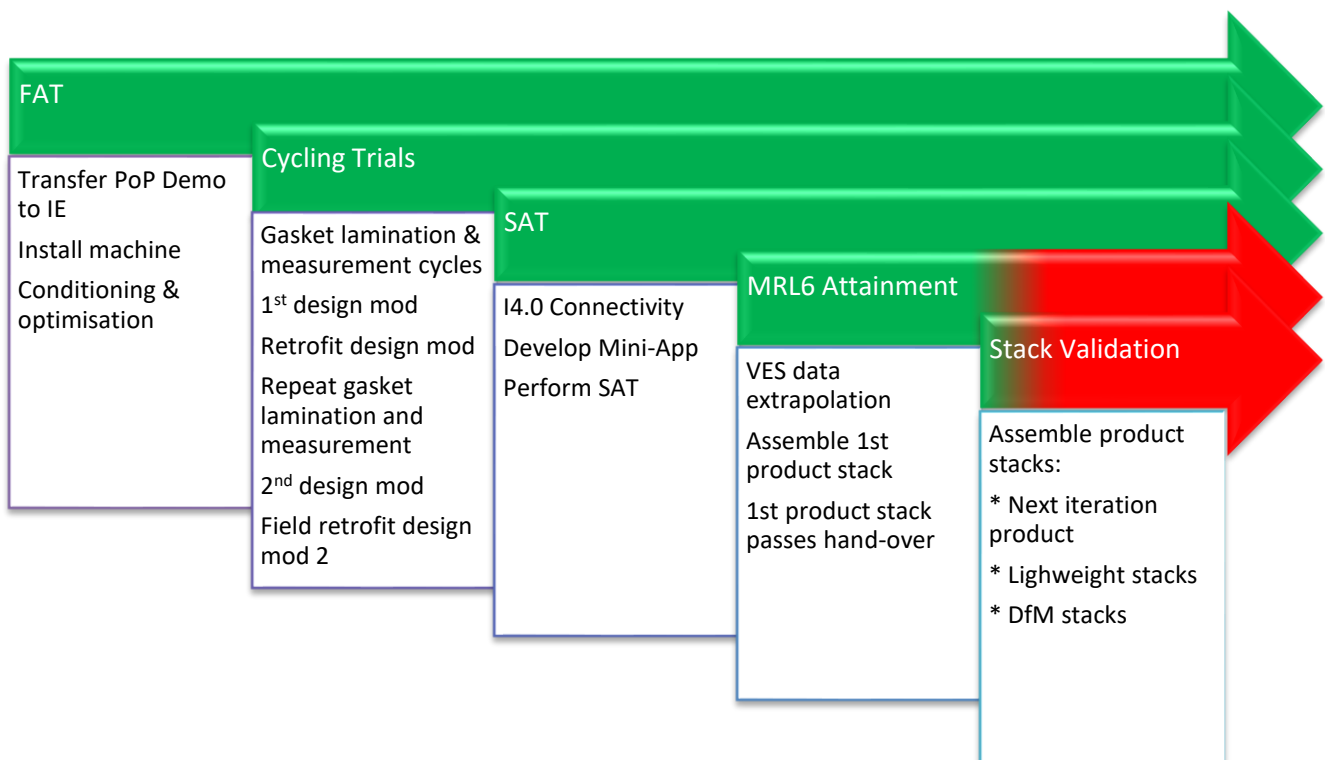 FAT
Transfer PoP Demo
to IE
Install machine
Conditioning &
optimisation
Cycling Trials
Gasket lamination &
measurement cycles
1st design mod
Retrofit design mod
Repeat gasket
lamination and
measurement
2nd design mod
Field retrofit design
mod 2
SAT
I4.0 Connectivity
Develop Mini-App
Perform SAT
MRL6 Attainment
VES data
extrapolation
Assemble 1st
product stack
1st product stack
passes hand-over
Stack Validation
Assemble product
stacks:
* Next iteration
product
* Lighweight stacks
* DfM stacks